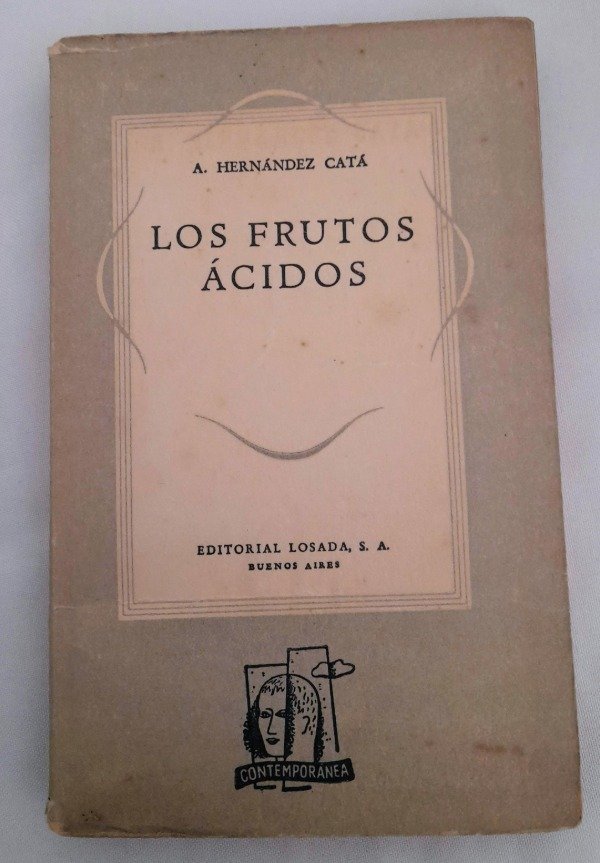 A. HERNÁNDEZ CATÁ
LOS FRUTOS
ÁCIDOS
EDITORIAL LOSADA, S. A.
BUENOS AIRES
CONTEMPORANEA